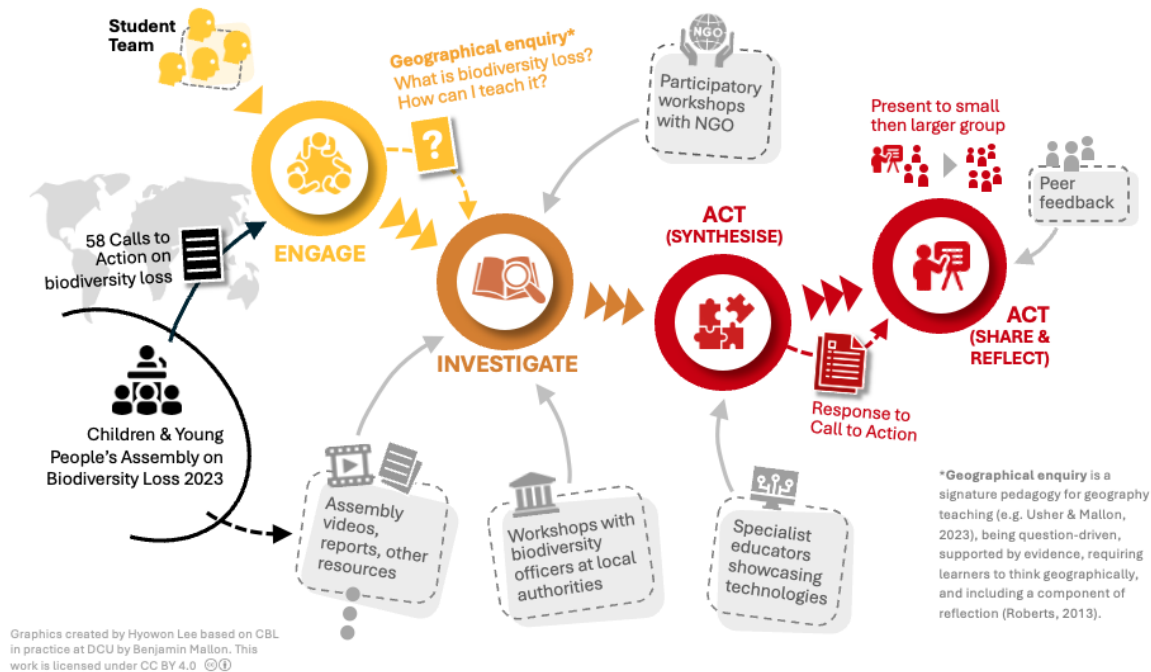 Student
Team
Geographical enquiry*
What is biodiversity loss?
How can I teach it?
?
NGO
Participatory
workshops
with NGO
Present to small
then larger group
Peer
feedback
58 Calls to
Action on
biodiversity loss
ENGAGE
INVESTIGATE
ACT
(SYNTHESISE)
ACT
(SHARE &
REFLECT)
Response to
Call to Action
Children & Young
People's Assembly on
Biodiversity Loss 2023
Assembly
videos,
reports, other
resources
Workshops with
biodiversity
officers at local
authorities
Specialist
educators
showcasing
technologies
*Geographical enquiry is a
signature pedagogy for geography
teaching (e.g. Usher & Mallon,
2023), being question-driven,
supported by evidence, requiring
learners to think geographically,
and including a component of
reflection (Roberts, 2013).
Graphics created by Hyowon Lee based on CBL
in practice at DCU by Benjamin Mallon. This
work is licensed under CC BY 4.0